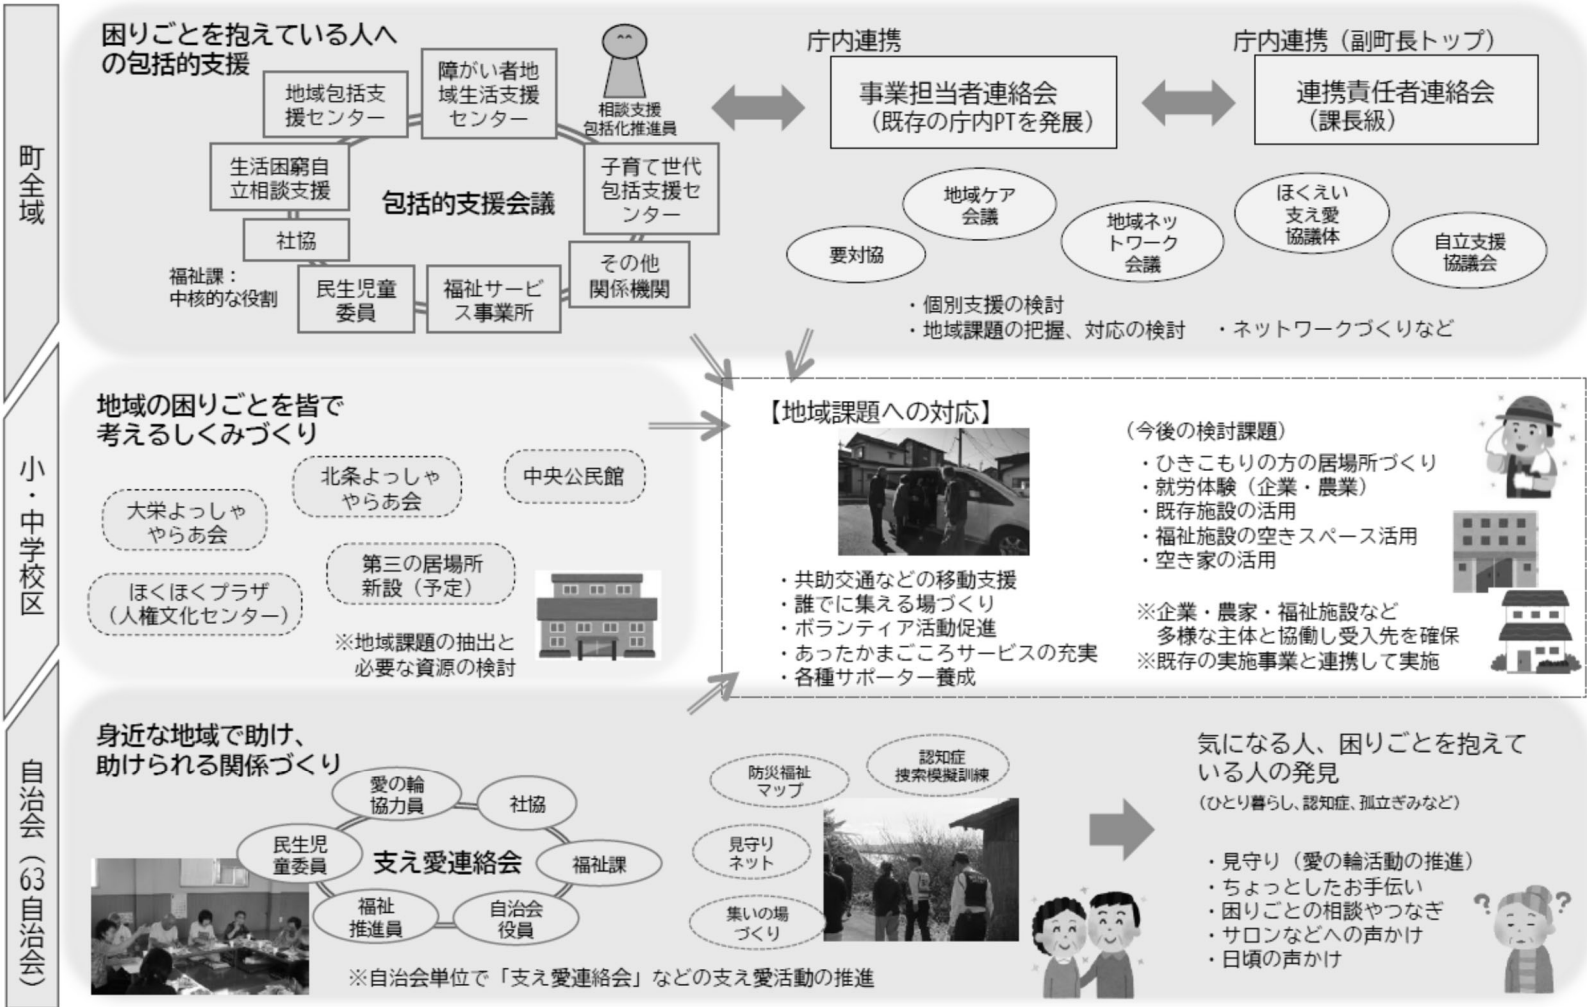 町全域
困りごとを抱えている人へ
の包括的支援
地域包括支
援センター
障がい者地
域生活支援
センター
相談支援
包括化推進員
生活困窮自
立相談支援
包括的支援会議
子育て世代
包括支援セ
ンター
社協
福祉課：
中核的な役割
民生児童
委員
福祉サービ
ス事業所
その他
関係機関
庁内連携
事業担当者連絡会
（既存の庁内PTを発展）
庁内連携（副町長トップ）
連携責任者連絡会
（課長級）
要対協
地域ケア
会議
地域ネッ
トワーク
会議
ほくえい
支え愛
協議体
自立支援
協議会
・個別支援の検討
・地域課題の把握、対応の検討　・ネットワークづくりなど
小・中学校区
地域の困りごとを皆で
考えるしくみづくり
大栄よっしゃ
やらあ会
北条よっしゃ
やらあ会
中央公民館
ほくほくプラザ
（人権文化センター）
第三の居場所
新設（予定）
※地域課題の抽出と
必要な資源の検討
【地域課題への対応】
・共助交通などの移動支援
・誰でに集える場づくり
・ボランティア活動促進
・あったかまごころサービスの充実
・各種サポーター養成
（今後の検討課題）
・ひきこもりの方の居場所づくり
・就労体験（企業・農業）
・既存施設の活用
・福祉施設の空きスペース活用
・空き家の活用
※企業・農家・福祉施設など
多様な主体と協働し受入先を確保
※既存の実施事業と連携して実施
自治会（63自治会）
身近な地域で助け、
助けられる関係づくり
愛の輪
協力員
社協
民生児
童委員
支え愛連絡会
福祉課
福祉
推進員
自治会
役員
※自治会単位で「支え愛連絡会」などの支え愛活動の推進
防災福祉
マップ
認知症
捜索模擬訓練
見守り
ネット
集いの場
づくり
気になる人、困りごとを抱えて
いる人の発見
（ひとり暮らし、認知症、孤立ぎみなど）
・見守り（愛の輪活動の推進）
・ちょっとしたお手伝い
・困りごとの相談やつなぎ
・サロンなどへの声かけ
・日頃の声かけ